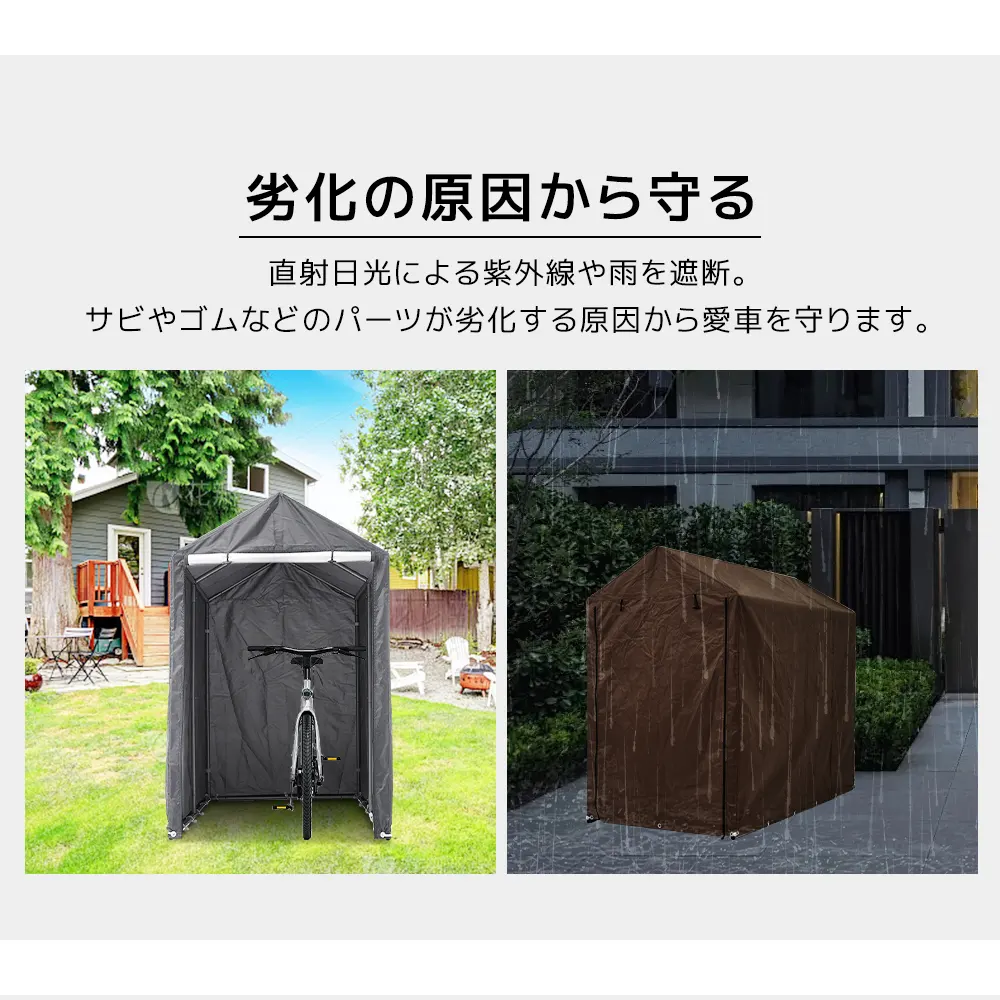 劣化の原因から守る
直射日光による紫外線や雨を遮断。
サビやゴムなどのパーツが劣化する原因から愛車を守ります。